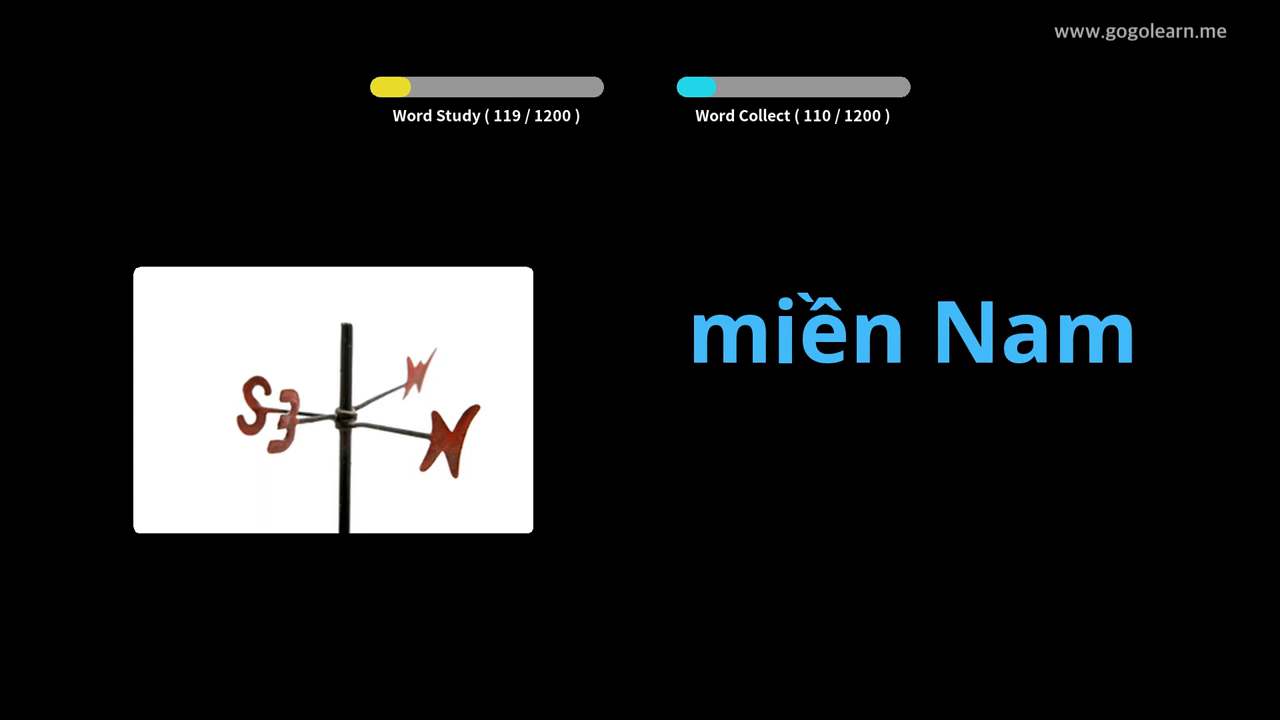 www.gogolearn.me
Word Study ( 119 / 1200 )
Word Collect ( 110 / 1200 )
miền Nam
S
E
N